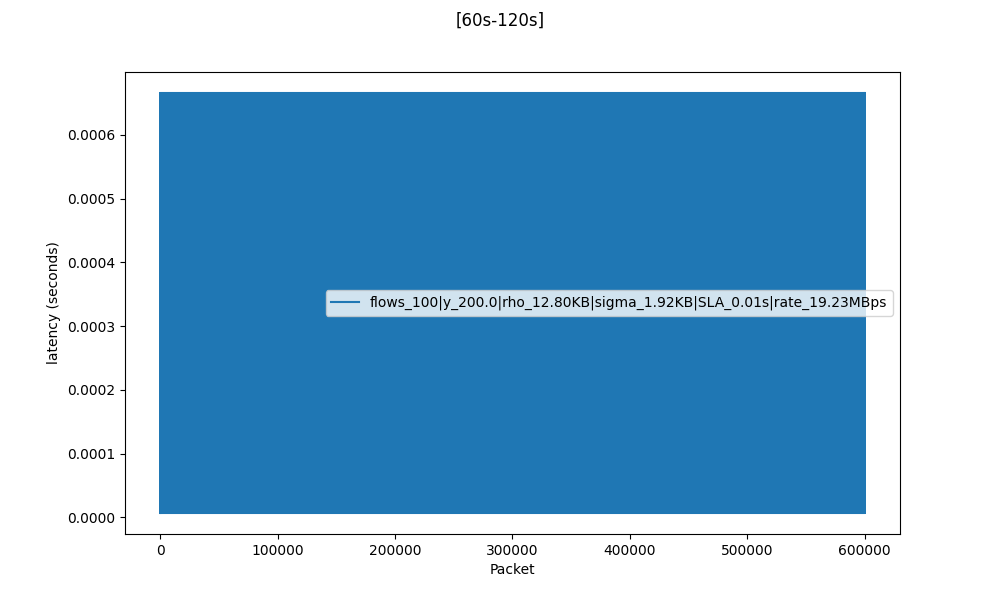 [60s-120s]
latency (seconds)
0.0006
0.0005
0.0004
0.0003
0.0002
0.0001
0.0000
flows_100|y_200.0|rho_12.80KB|sigma_1.92KB|SLA_0.01s|rate_19.23MBps
0 100000 200000 300000 400000 500000 600000
Packet